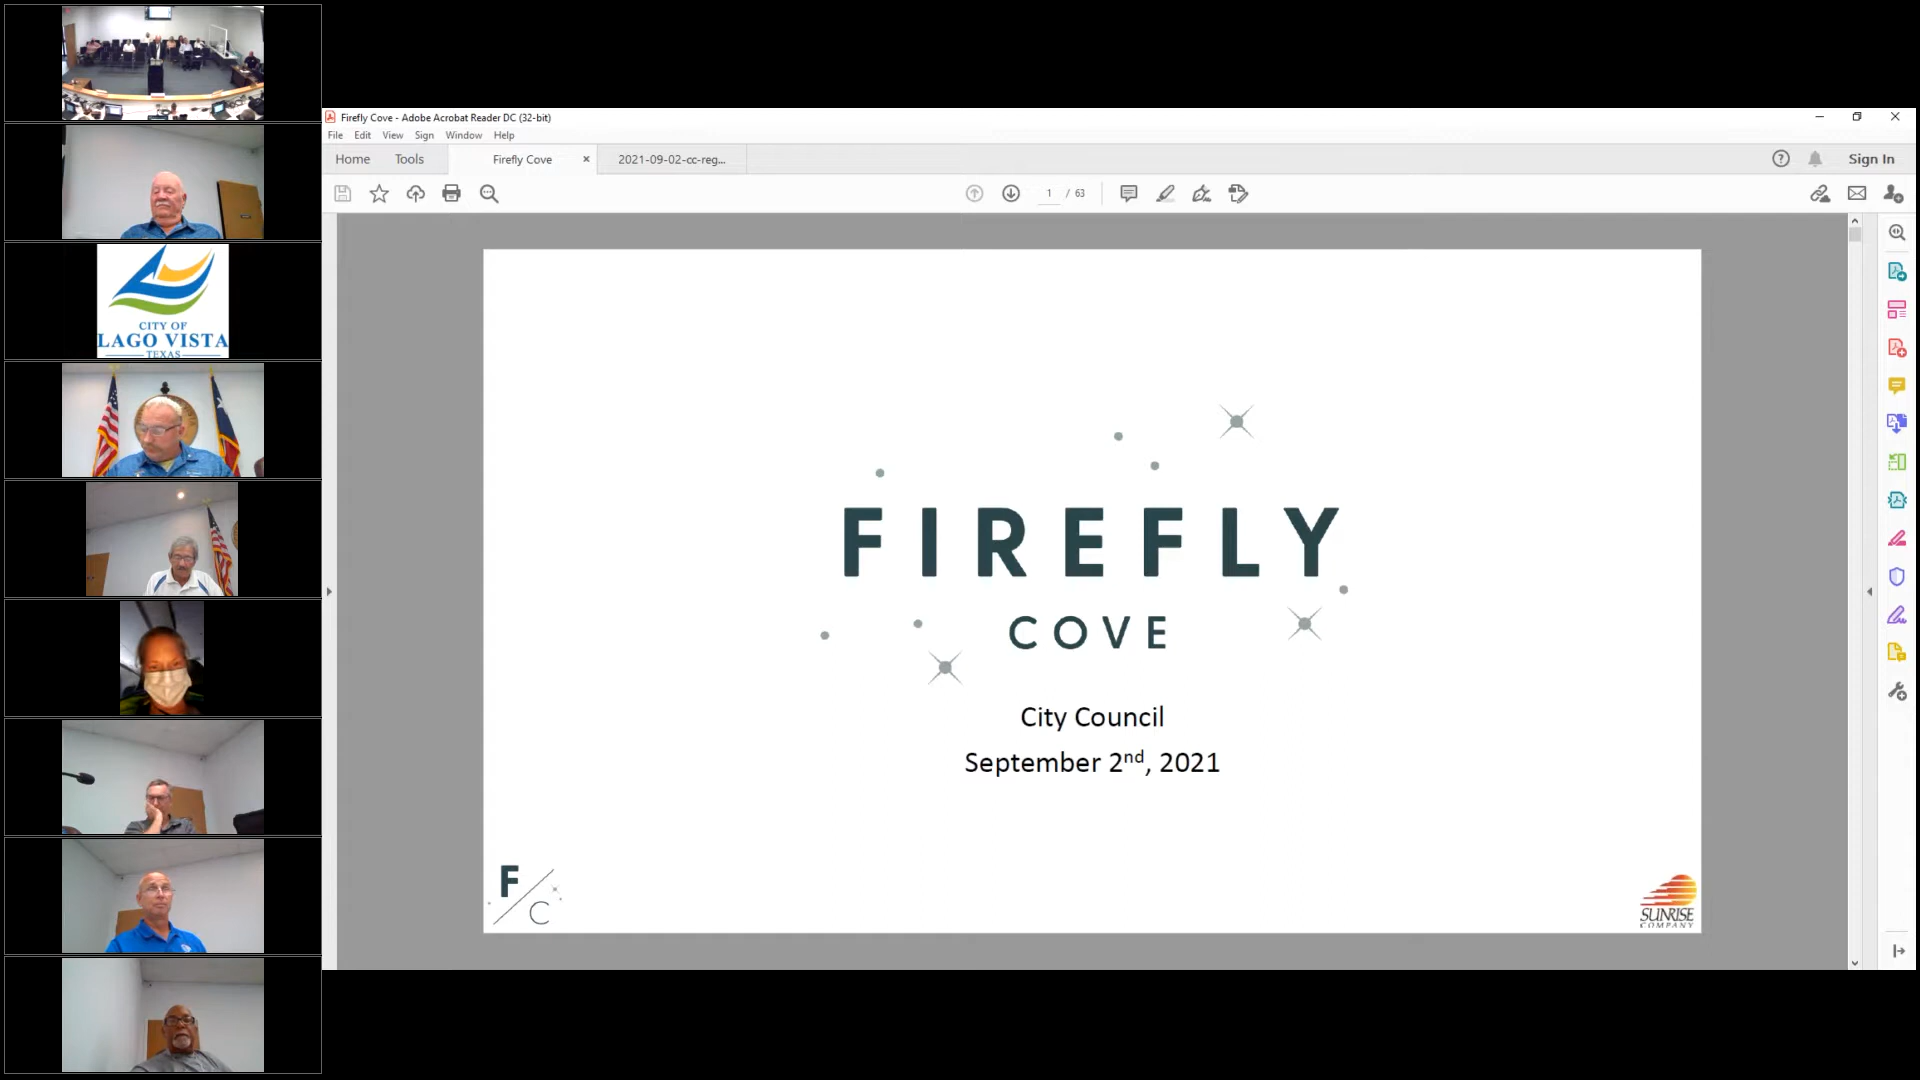 CITY OF
LAGO VISTA
TEXAS
Firefly Cove - Adobe Acrobat Reader DC (32-bit)
File Edit View Sign Window Help
Home Tools Firefly Cove 2021-09-02-cc-reg... Sign In
1 / 63
FIREFLY
COVE
City Council
September 2nd, 2021
F
C
SUNRISE
COMPANY